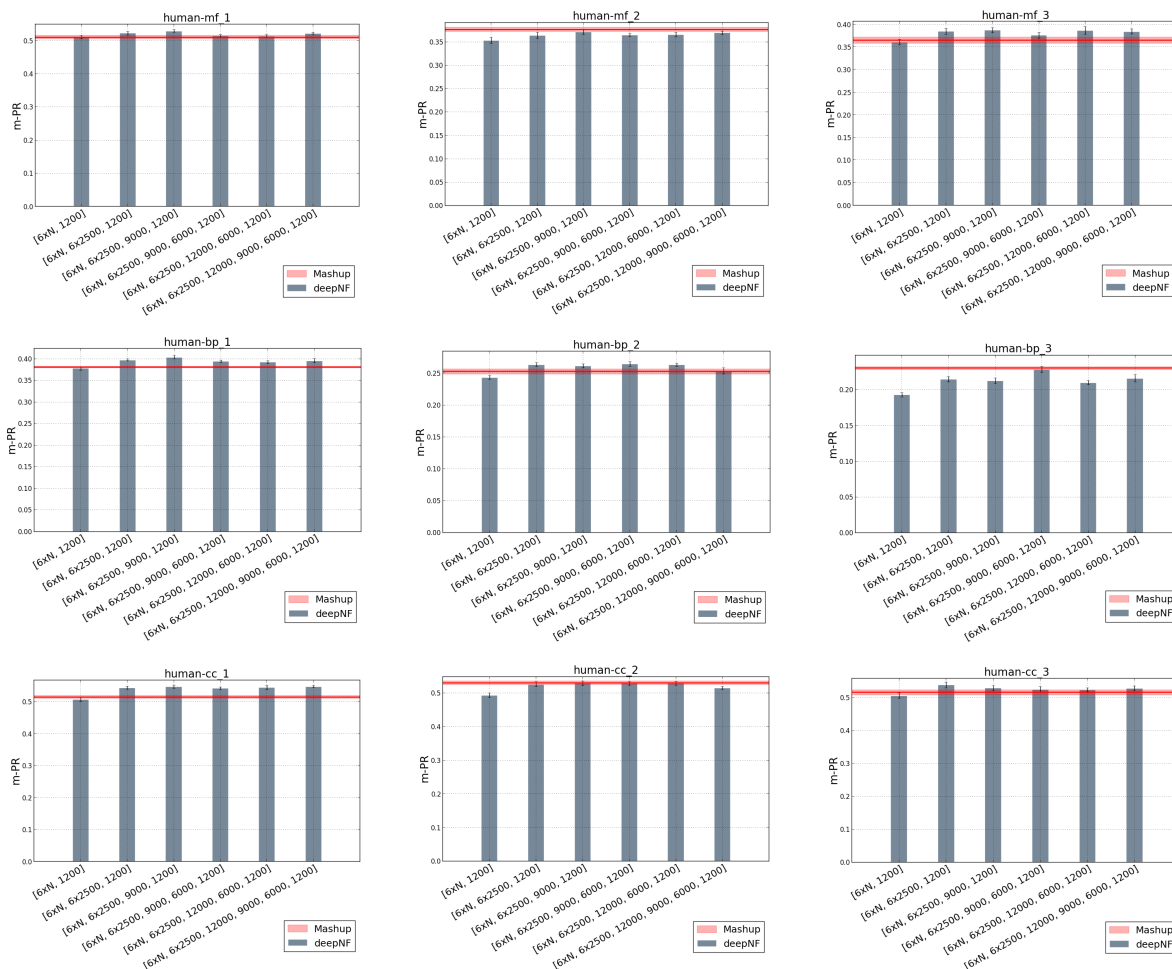 human-mf_1
m-PR
0.5
0.5
0.3
0.2
0.1
0.0
[6xN, 1200]
[6xN, 6x2500, 1200]
[6xN, 6x2500, 9000, 1200]
[6xN, 6x2500, 9000, 6000, 1200]
[6xN, 6x2500, 12000, 6000, 1200]
[6xN, 6x2500, 12000, 9000, 6000, 1200]
Mashup
deepNF
human-mf_2
m-PR
0.35
0.30
0.25
0.20
0.15
0.10
0.05
0.00
[6xN, 1200]
[6xN, 6x2500, 1200]
[6xN, 6x2500, 9000, 1200]
[6xN, 6x2500, 9000, 6000, 1200]
[6xN, 6x2500, 12000, 6000, 1200]
[6xN, 6x2500, 12000, 9000, 6000, 1200]
Mashup
deepNF
human-mf_3
m-PR
0.40
0.35
0.30
0.25
0.20
0.15
0.10
0.05
0.00
[6xN, 1200]
[6xN, 6x2500, 1200]
[6xN, 6x2500, 9000, 1200]
[6xN, 6x2500, 9000, 6000, 1200]
[6xN, 6x2500, 12000, 6000, 1200]
[6xN, 6x2500, 12000, 9000, 6000, 1200]
Mashup
deepNF
human-bp_1
m-PR
0.40
0.35
0.30
0.25
0.20
0.15
0.10
0.05
0.00
[6xN, 1200]
[6xN, 6x2500, 1200]
[6xN, 6x2500, 9000, 1200]
[6xN, 6x2500, 9000, 6000, 1200]
[6xN, 6x2500, 12000, 6000, 1200]
[6xN, 6x2500, 12000, 9000, 6000, 1200]
Mashup
deepNF
human-bp_2
m-PR
0.25
0.20
0.15
0.10
0.05
0.00
[6xN, 1200]
[6xN, 6x2500, 1200]
[6xN, 6x2500, 9000, 1200]
[6xN, 6x2500, 9000, 6000, 1200]
[6xN, 6x2500, 12000, 6000, 1200]
[6xN, 6x2500, 12000, 9000, 6000, 1200]
Mashup
deepNF
human-bp_3
m-PR
0.20
0.15
0.10
0.05
0.00
[6xN, 1200]
[6xN, 6x2500, 1200]
[6xN, 6x2500, 9000, 1200]
[6xN, 6x2500, 9000, 6000, 1200]
[6xN, 6x2500, 12000, 6000, 1200]
[6xN, 6x2500, 12000, 9000, 6000, 1200]
Mashup
deepNF
human-cc_1
m-PR
0.5
0.4
0.3
0.2
0.1
0.0
[6xN, 1200]
[6xN, 6x2500, 1200]
[6xN, 6x2500, 9000, 1200]
[6xN, 6x2500, 9000, 6000, 1200]
[6xN, 6x2500, 12000, 6000, 1200]
[6xN, 6x2500, 12000, 9000, 6000, 1200]
Mashup
deepNF
human-cc_2
m-PR
0.5
0.4
0.3
0.2
0.1
0.0
[6xN, 1200]
[6xN, 6x2500, 1200]
[6xN, 6x2500, 9000, 1200]
[6xN, 6x2500, 9000, 6000, 1200]
[6xN, 6x2500, 12000, 6000, 1200]
[6xN, 6x2500, 12000, 9000, 6000, 1200]
Mashup
deepNF
human-cc_3
m-PR
0.5
0.4
0.3
0.2
0.1
0.0
[6xN, 1200]
[6xN, 6x2500, 1200]
[6xN, 6x2500, 9000, 1200]
[6xN, 6x2500, 9000, 6000, 1200]
[6xN, 6x2500, 12000, 6000, 1200]
[6xN, 6x2500, 12000, 9000, 6000, 1200]
Mashup
deepNF